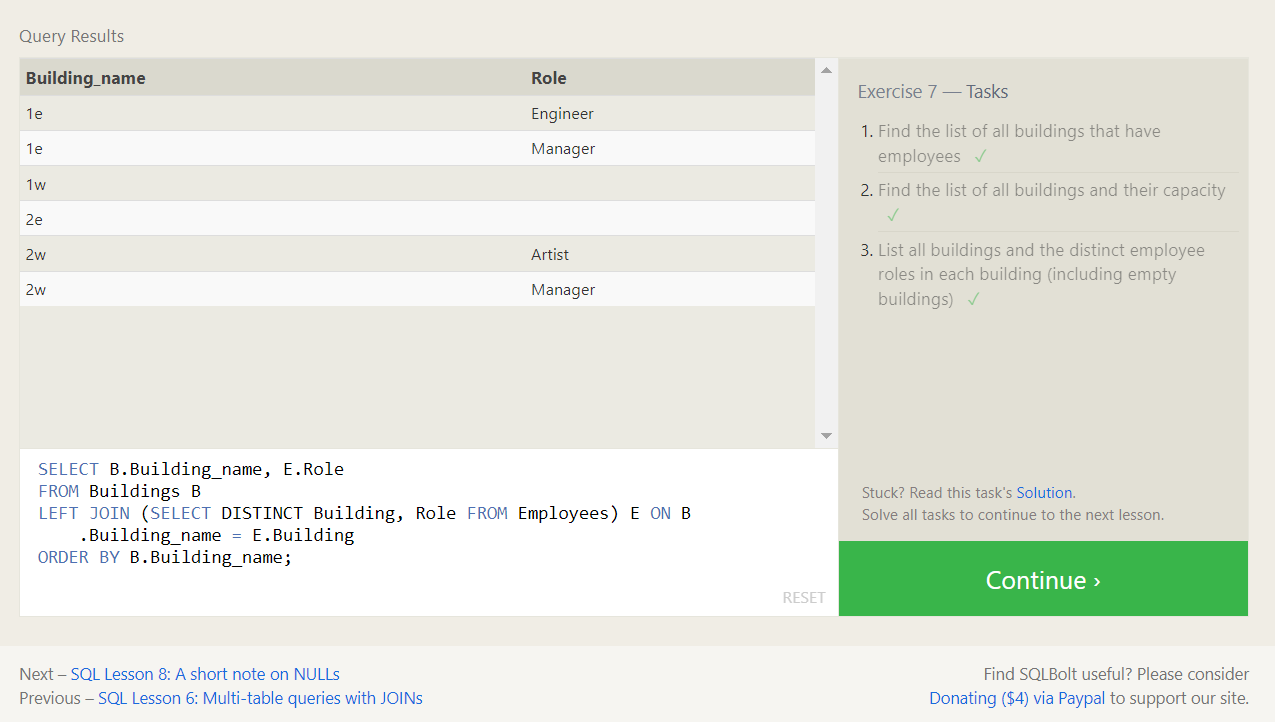 Query Results
Building_name Role
1e Engineer
1e Manager
1w
2e
2w Artist
2w Manager
SELECT B.Building_name, E.Role
FROM Buildings B
LEFT JOIN (SELECT DISTINCT Building, Role FROM Employees) E ON B
.Building_name = E.Building
ORDER BY B.Building_name;
RESET
Exercise 7 — Tasks
1. Find the list of all buildings that have
employees ✓
2. Find the list of all buildings and their capacity
✓
3. List all buildings and the distinct employee
roles in each building (including empty
buildings) ✓
Stuck? Read this task's Solution.
Solve all tasks to continue to the next lesson.
Continue ›
Next – SQL Lesson 8: A short note on NULLs
Previous – SQL Lesson 6: Multi-table queries with JOINs
Find SQLBolt useful? Please consider
Donating ($4) via Paypal to support our site.